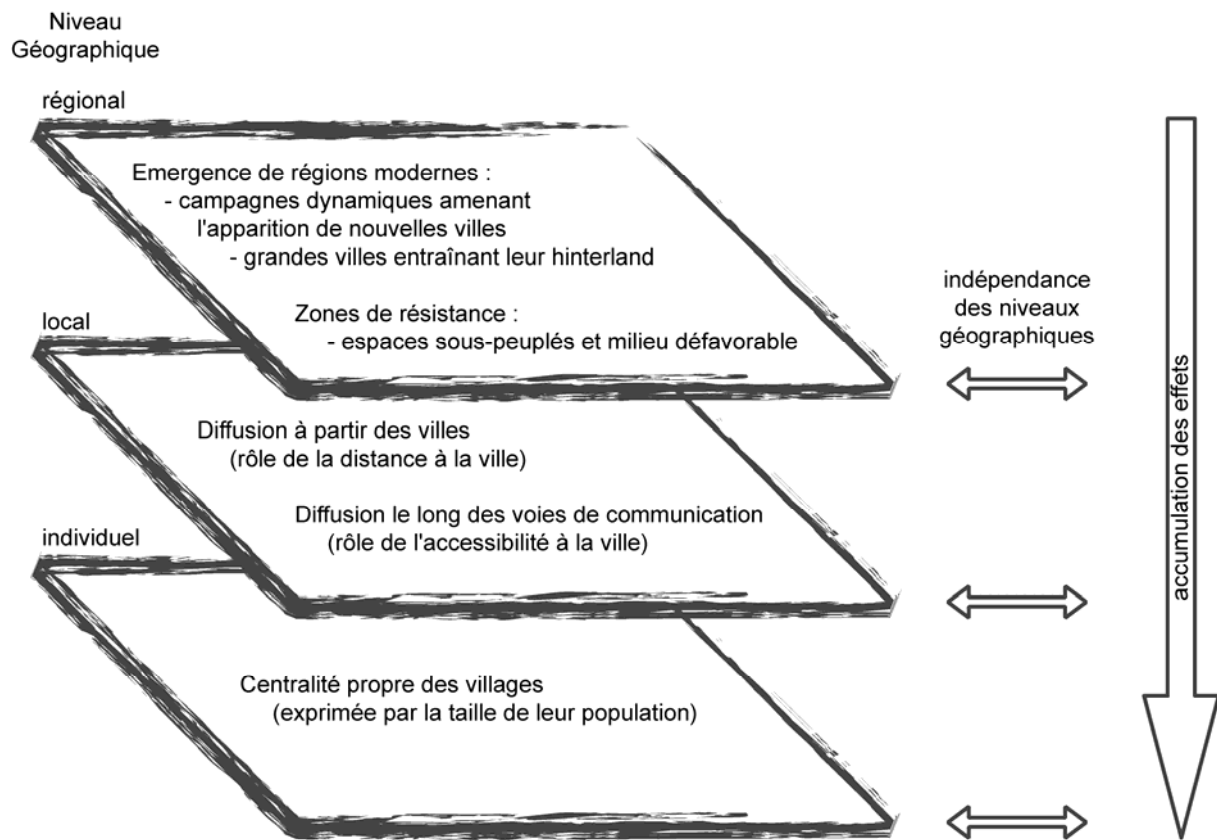 Niveau
Géographique
régional
Emergence de régions modernes :
- campagnes dynamiques amenant
l'apparition de nouvelles villes
- grandes villes entraînant leur hinterland
Zones de résistance :
- espaces sous-peuplés et milieu défavorable
local
Diffusion à partir des villes
(rôle de la distance à la ville)
Diffusion le long des voies de communication
(rôle de l'accessibilité à la ville)
individuel
Centralité propre des villages
(exprimée par la taille de leur population)
indépendance
des niveaux
géographiques
accumulation des effets